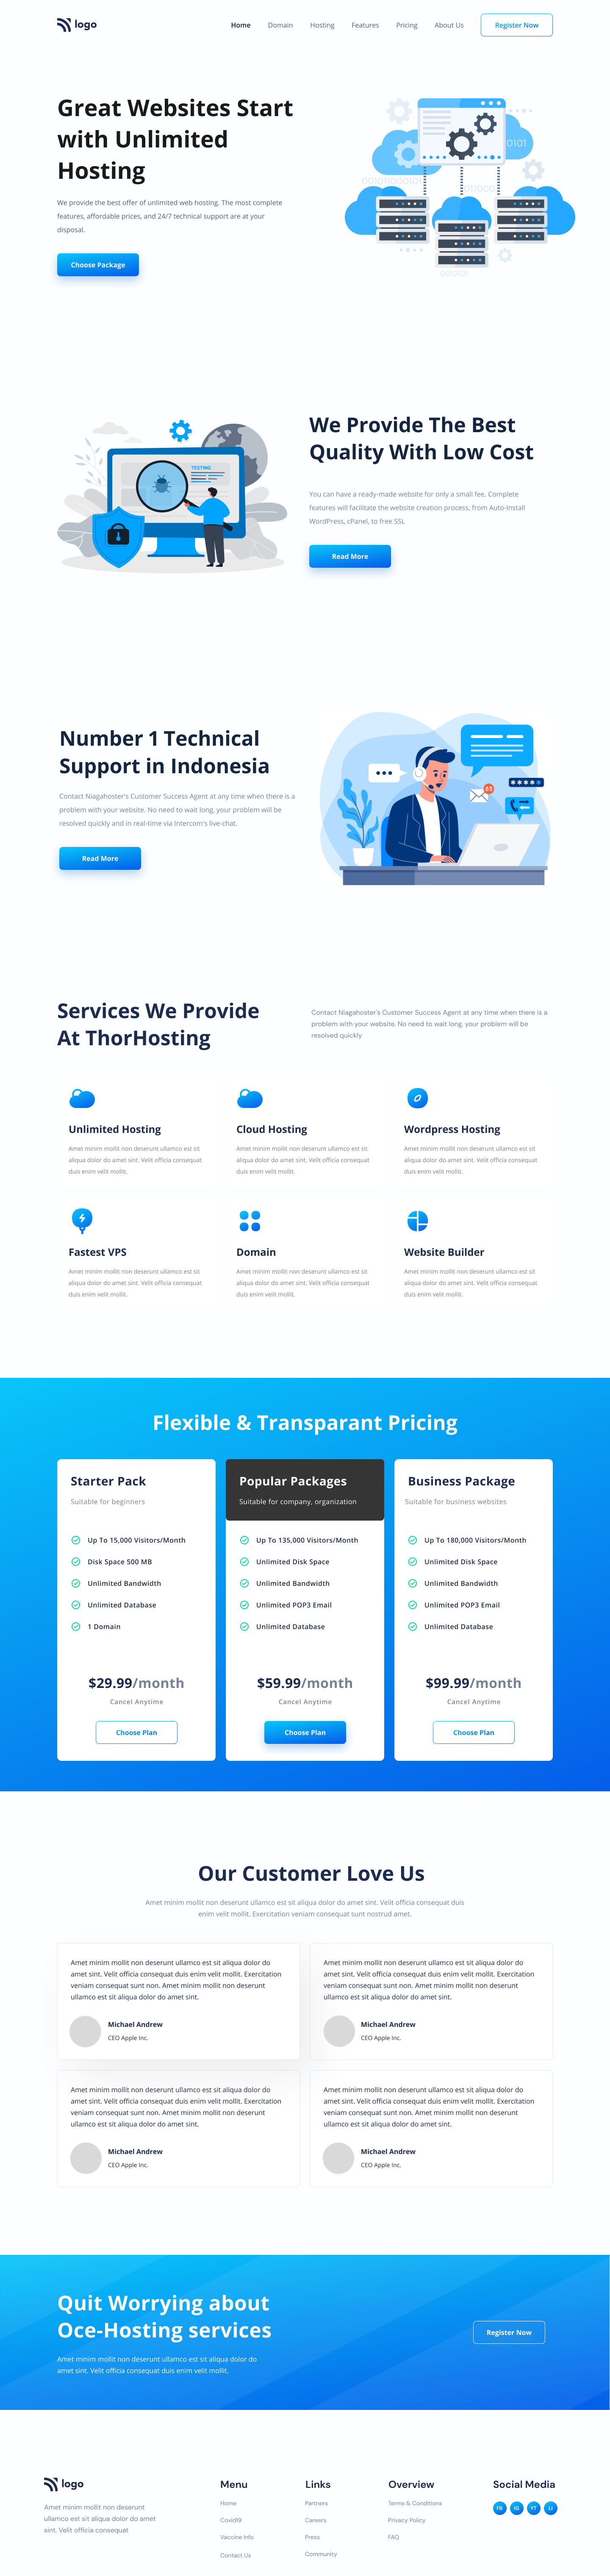 logo
Home Domain Hosting Features Pricing About Us Register Now
Great Websites Start
with Unlimited
Hosting
We provide the best offer of unlimited web hosting. The most complete
features, affordable prices, and 24/7 technical support are at your
disposal.
Choose Package
We Provide The Best
Quality With Low Cost
You can have a ready-made website for only a small fee. Complete
features will facilitate the website creation process, from Auto-Install
WordPress, cPanel, to free SSL
Read More
TESTING
Number 1 Technical
Support in Indonesia
Contact Niagahoster's Customer Success Agent at any time when there is a
problem with your website. No need to wait long, your problem will be
resolved quickly and in real-time via Intercom's live-chat.
Read More
Services We Provide
At ThorHosting
Contact Niagahoster's Customer Success Agent at any time when there is a
problem with your website. No need to wait long, your problem will be
resolved quickly
Unlimited Hosting
Amet minim mollit non deserunt ullamco est sit
aliqua dolor do amet sint. Velit officia consequat
duis enim velit mollit.
Cloud Hosting
Amet minim mollit non deserunt ullamco est sit
aliqua dolor do amet sint. Velit officia consequat
duis enim velit mollit.
Wordpress Hosting
Amet minim mollit non deserunt ullamco est sit
aliqua dolor do amet sint. Velit officia consequat
duis enim velit mollit.
Fastest VPS
Amet minim mollit non deserunt ullamco est sit
aliqua dolor do amet sint. Velit officia consequat
duis enim velit mollit.
Domain
Amet minim mollit non deserunt ullamco est sit
aliqua dolor do amet sint. Velit officia consequat
duis enim velit mollit.
Website Builder
Amet minim mollit non deserunt ullamco est sit
aliqua dolor do amet sint. Velit officia consequat
duis enim velit mollit.
Flexible & Transparant Pricing
Starter Pack
Suitable for beginners
Up To 15,000 Visitors/Month
Disk Space 500 MB
Unlimited Bandwidth
Unlimited Database
1 Domain
$29.99/month
Cancel Anytime
Choose Plan
Popular Packages
Suitable for company, organization
Up To 135,000 Visitors/Month
Unlimited Disk Space
Unlimited Bandwidth
Unlimited POP3 Email
Unlimited Database
$59.99/month
Cancel Anytime
Choose Plan
Business Package
Suitable for business websites
Up To 180,000 Visitors/Month
Unlimited Disk Space
Unlimited Bandwidth
Unlimited POP3 Email
Unlimited Database
$99.99/month
Cancel Anytime
Choose Plan
Our Customer Love Us
Amet minim mollit non deserunt ullamco est sit aliqua dolor do amet sint. Velit officia consequat duis
enim velit mollit. Exercitation veniam consequat sunt nostrud amet.
Amet minim mollit non deserunt ullamco est sit aliqua dolor do
amet sint. Velit officia consequat duis enim velit mollit. Exercitation
veniam consequat sunt non. Amet minim mollit non deserunt
ullamco est sit aliqua dolor do amet sint.
Michael Andrew
CEO Apple Inc.
Amet minim mollit non deserunt ullamco est sit aliqua dolor do
amet sint. Velit officia consequat duis enim velit mollit. Exercitation
veniam consequat sunt non. Amet minim mollit non deserunt
ullamco est sit aliqua dolor do amet sint.
Michael Andrew
CEO Apple Inc.
Amet minim mollit non deserunt ullamco est sit aliqua dolor do
amet sint. Velit officia consequat duis enim velit mollit. Exercitation
veniam consequat sunt non. Amet minim mollit non deserunt
ullamco est sit aliqua dolor do amet sint.
Michael Andrew
CEO Apple Inc.
Amet minim mollit non deserunt ullamco est sit aliqua dolor do
amet sint. Velit officia consequat duis enim velit mollit. Exercitation
veniam consequat sunt non. Amet minim mollit non deserunt
ullamco est sit aliqua dolor do amet sint.
Michael Andrew
CEO Apple Inc.
Quit Worrying about
Oce-Hosting services
Amet minim mollit non deserunt ullamco est sit aliqua dolor do
amet sint. Velit officia consequat duis enim velit mollit.
Register Now
logo
Amet minim mollit non deserunt
ullamco est sit aliqua dolor do amet
sint. Velit officia consequat
Menu
Home
Covid19
Vaccine Info
Contact Us
Links
Partners
Careers
Press
Community
Overview
Terms & Conditions
Privacy Policy
FAQ
Social Media
FB IG YT LI